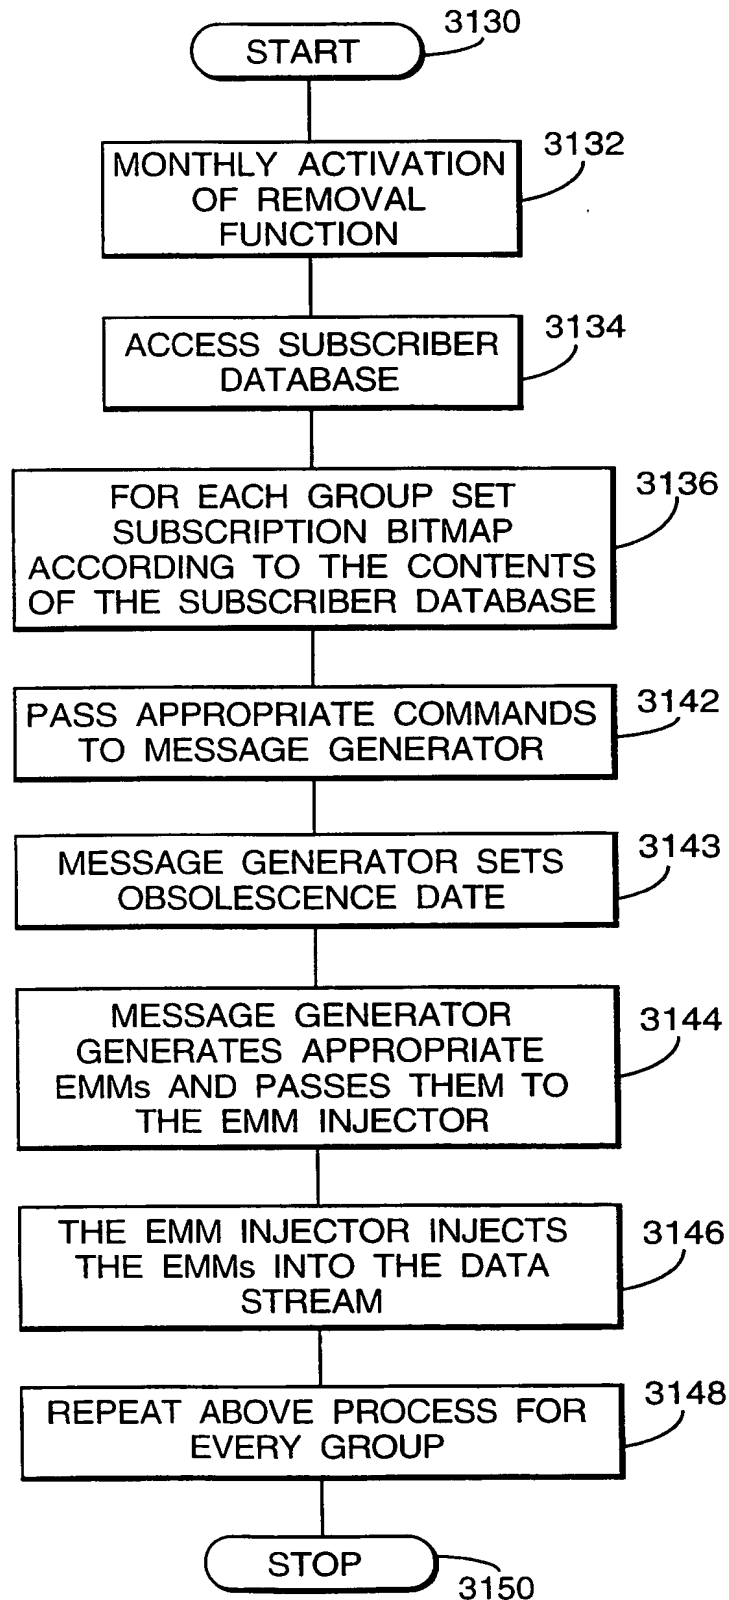 3130
START
3132
MONTHLY ACTIVATION
OF REMOVAL
FUNCTION
3134
ACCESS SUBSCRIBER
DATABASE
3136
FOR EACH GROUP SET
SUBSCRIPTION BITMAP
ACCORDING TO THE CONTENTS
OF THE SUBSCRIBER DATABASE
3142
PASS APPROPRIATE COMMANDS
TO MESSAGE GENERATOR
3143
MESSAGE GENERATOR SETS
OBSOLESCENCE DATE
3144
MESSAGE GENERATOR
GENERATES APPROPRIATE
EMMs AND PASSES THEM TO
THE EMM INJECTOR
3146
THE EMM INJECTOR INJECTS
THE EMMs INTO THE DATA
STREAM
3148
REPEAT ABOVE PROCESS FOR
EVERY GROUP
STOP
3150